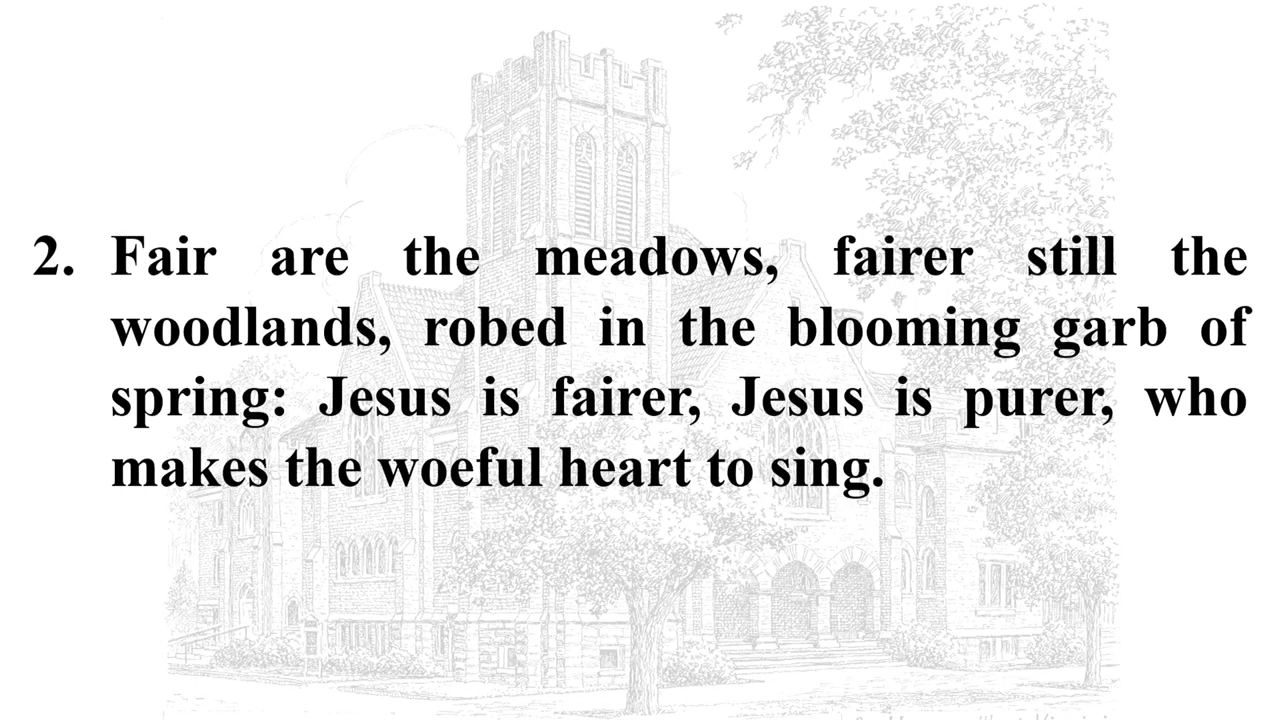 2. Fair are the meadows, fairer still the
woodlands, robed in the blooming garb of
spring: Jesus is fairer, Jesus is purer, who
makes the woeful heart to sing.